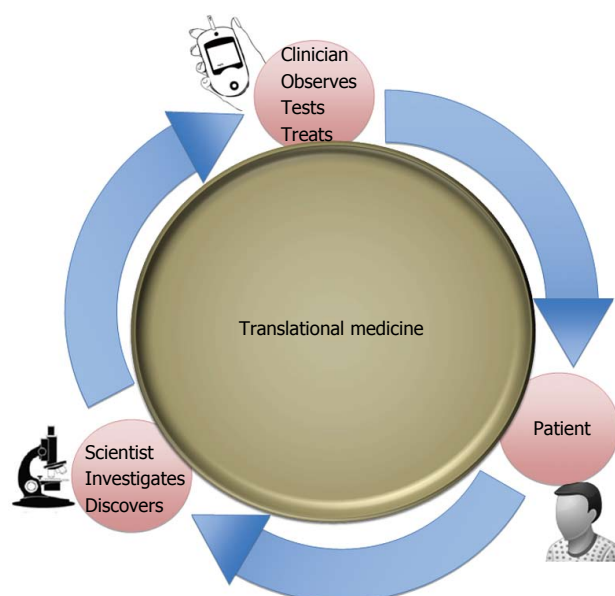 Clinician
Observes
Tests
Treats
Translational medicine
Patient
Scientist
Investigates
Discovers